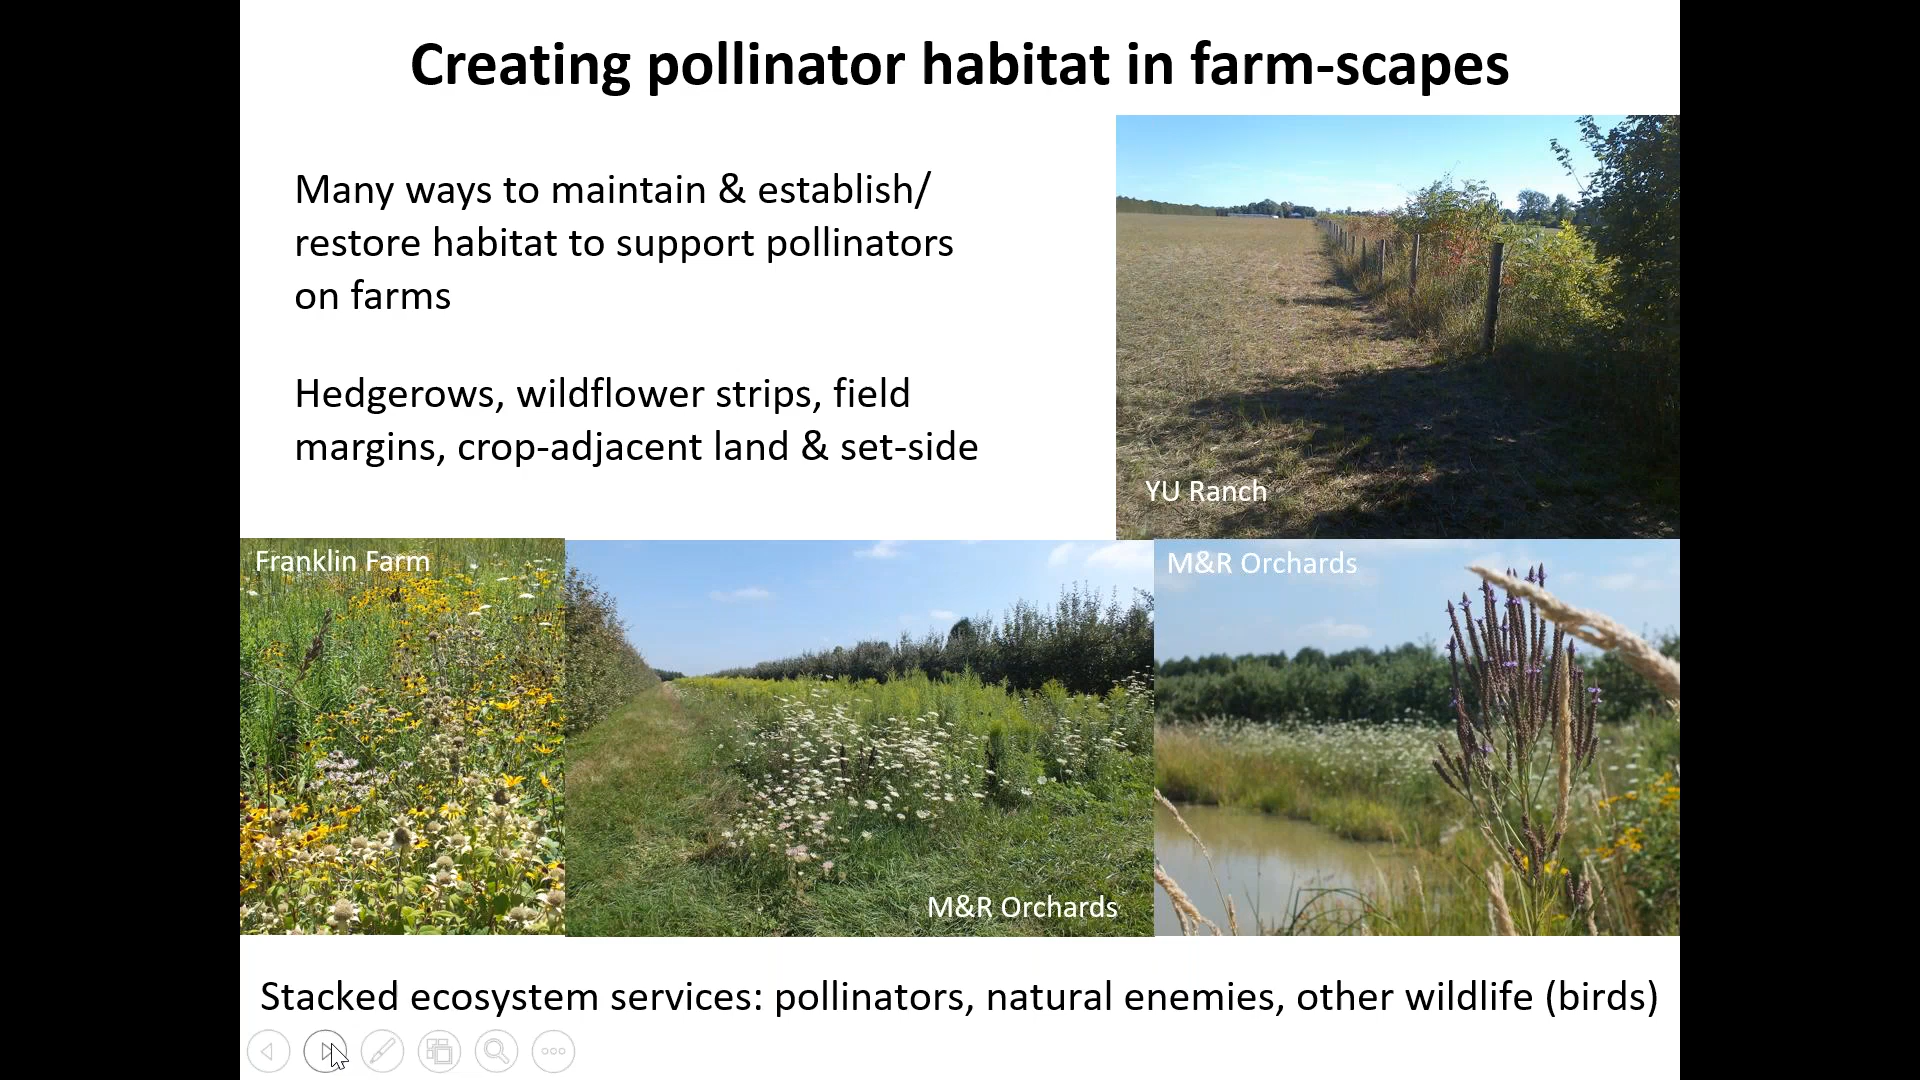 Creating pollinator habitat in farm-scapes
Many ways to maintain & establish/
restore habitat to support pollinators
on farms
Hedgerows, wildflower strips, field
margins, crop-adjacent land & set-side
YU Ranch
Franklin Farm
M&R Orchards
M&R Orchards
Stacked ecosystem services: pollinators, natural enemies, other wildlife (birds)